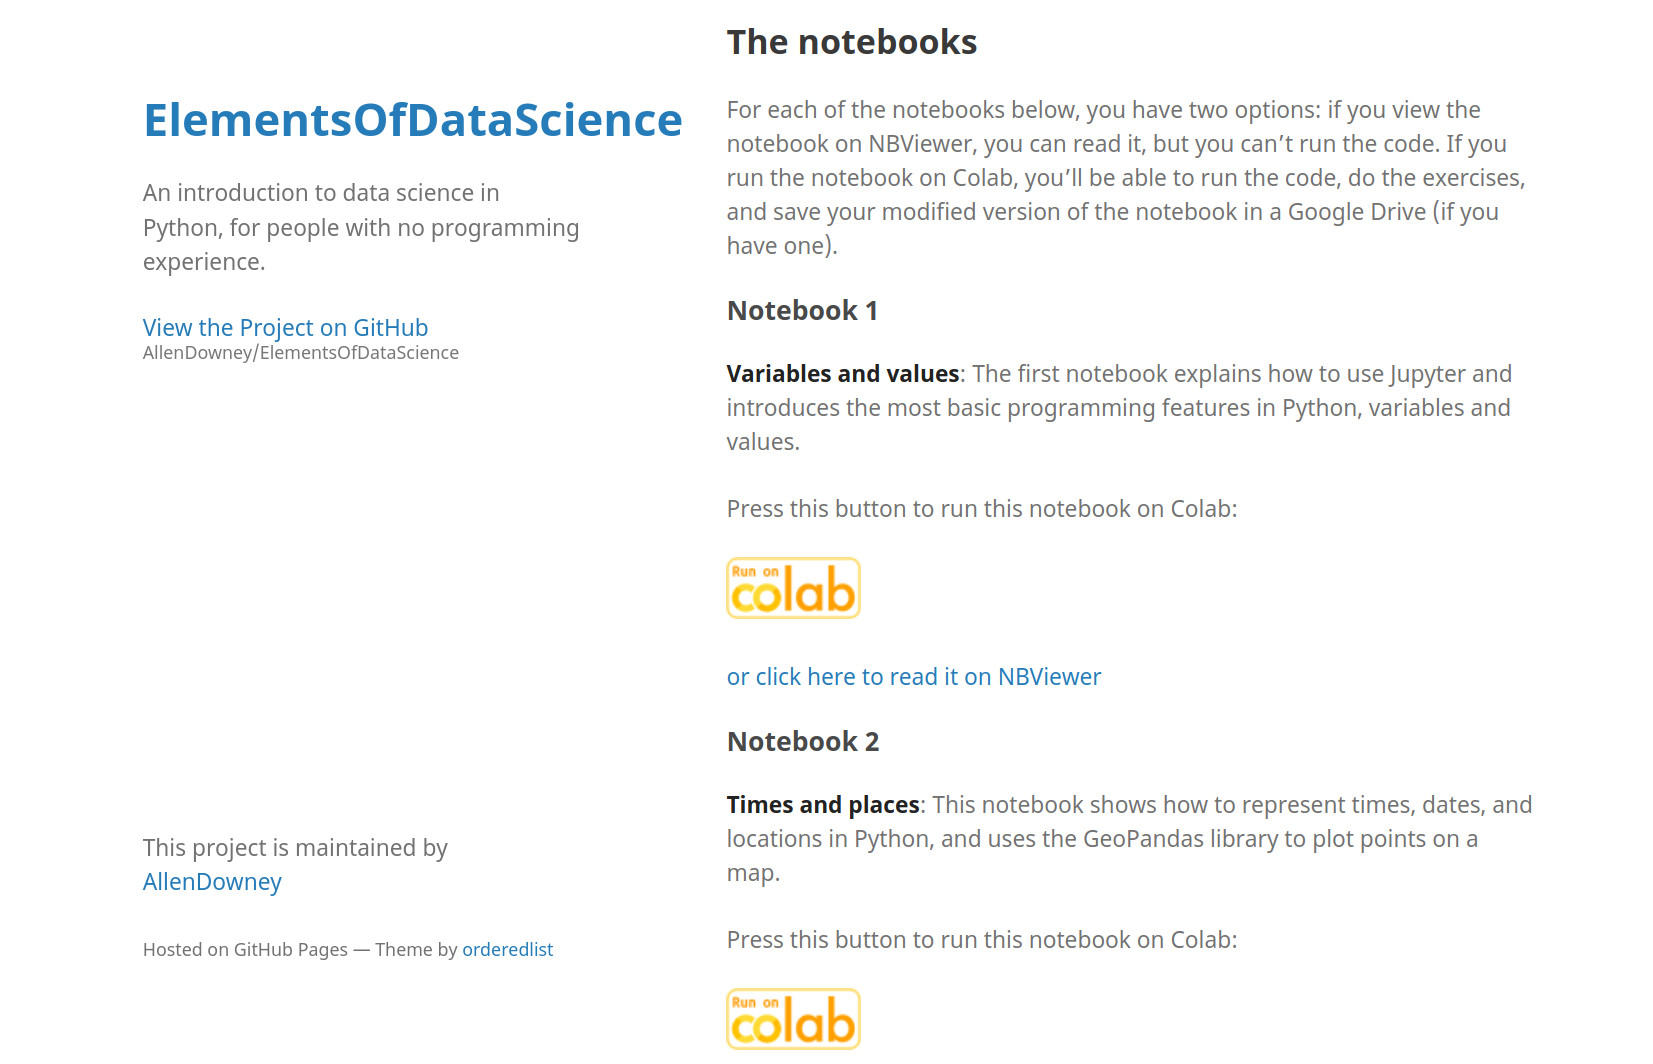 ElementsOfDataScience
An introduction to data science in
Python, for people with no programming
experience.
View the Project on GitHub
AllenDowney/ElementsOfDataScience
This project is maintained by
AllenDowney
Hosted on GitHub Pages — Theme by orderedlist
The notebooks
For each of the notebooks below, you have two options: if you view the
notebook on NBViewer, you can read it, but you can’t run the code. If you
run the notebook on Colab, you’ll be able to run the code, do the exercises,
and save your modified version of the notebook in a Google Drive (if you
have one).
Notebook 1
Variables and values: The first notebook explains how to use Jupyter and
introduces the most basic programming features in Python, variables and
values.
Press this button to run this notebook on Colab:
Run on
colab
or click here to read it on NBViewer
Notebook 2
Times and places: This notebook shows how to represent times, dates, and
locations in Python, and uses the GeoPandas library to plot points on a
map.
Press this button to run this notebook on Colab:
Run on
colab